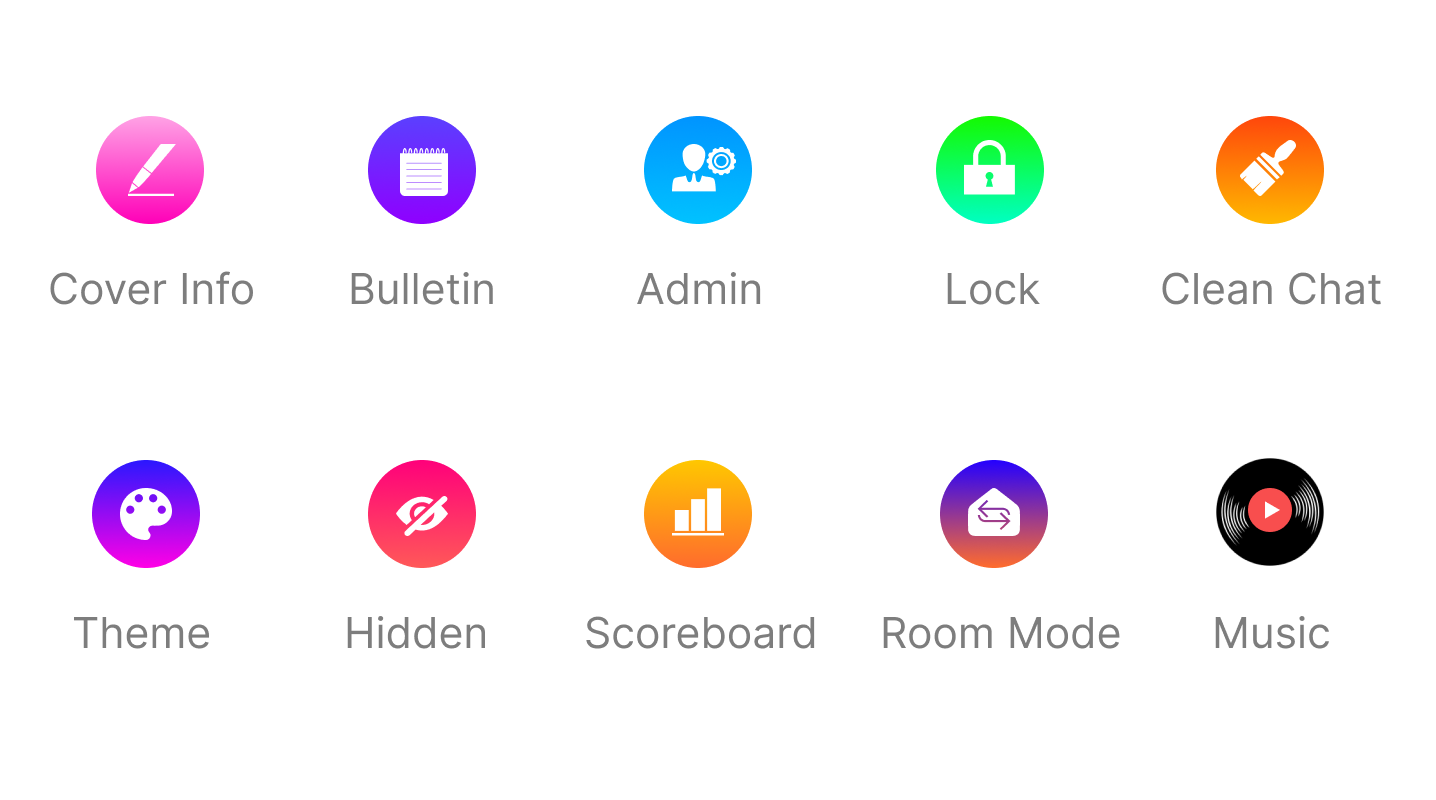 Cover Info
Bulletin
Admin
Lock
Clean Chat
Theme
Hidden
Scoreboard
Room Mode
Music